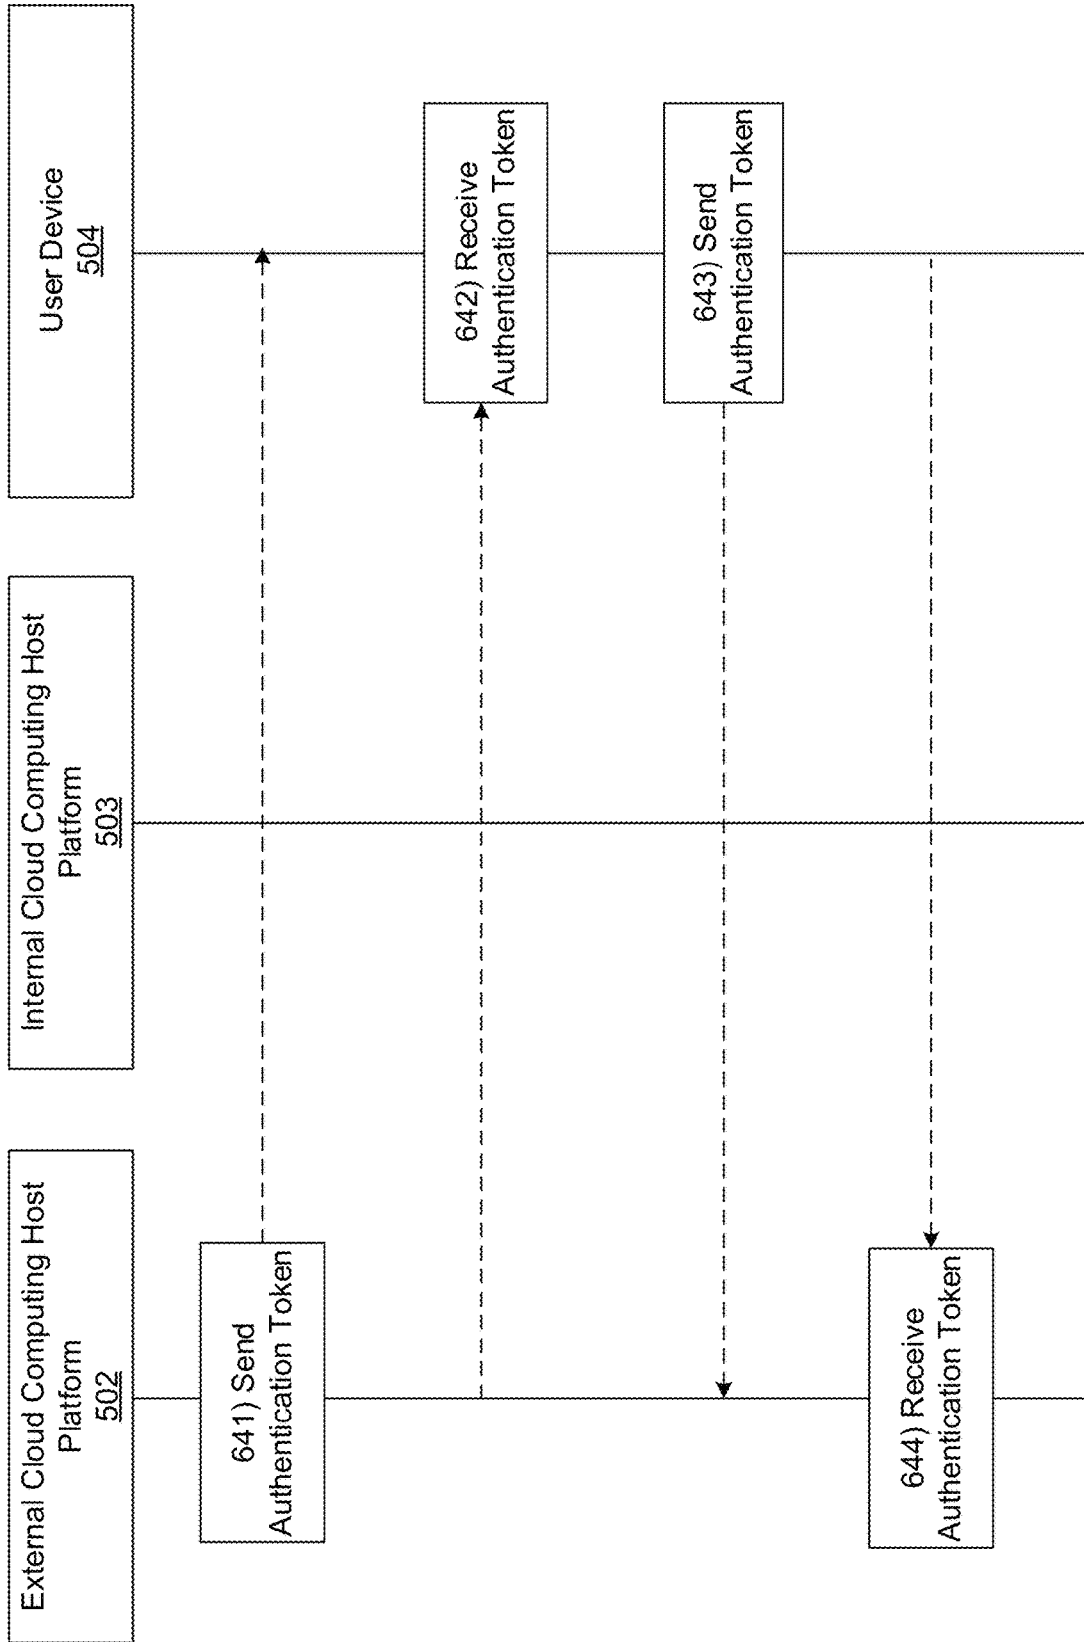 External Cloud Computing Host
Platform
502
Internal Cloud Computing Host
Platform
503
User Device
504
641) Send
Authentication Token
642) Receive
Authentication Token
643) Send
Authentication Token
644) Receive
Authentication Token